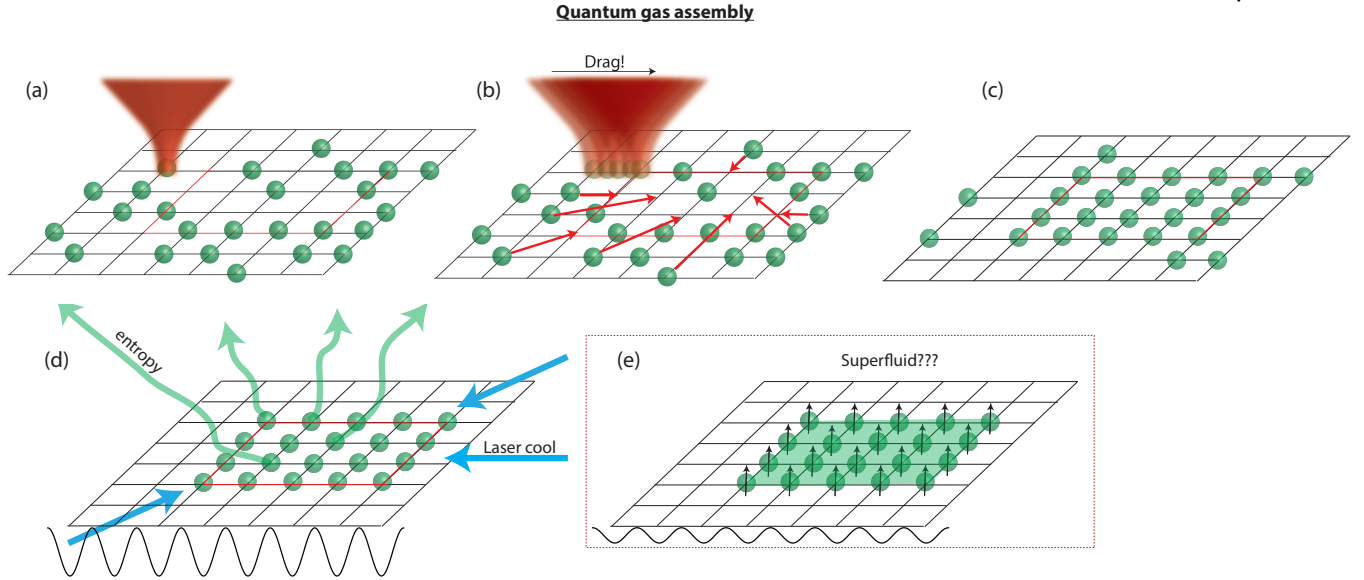 Quantum gas assembly
(a)
(b)
Drag!
(c)
(d)
entropy
Laser cool
(e)
Superfluid???